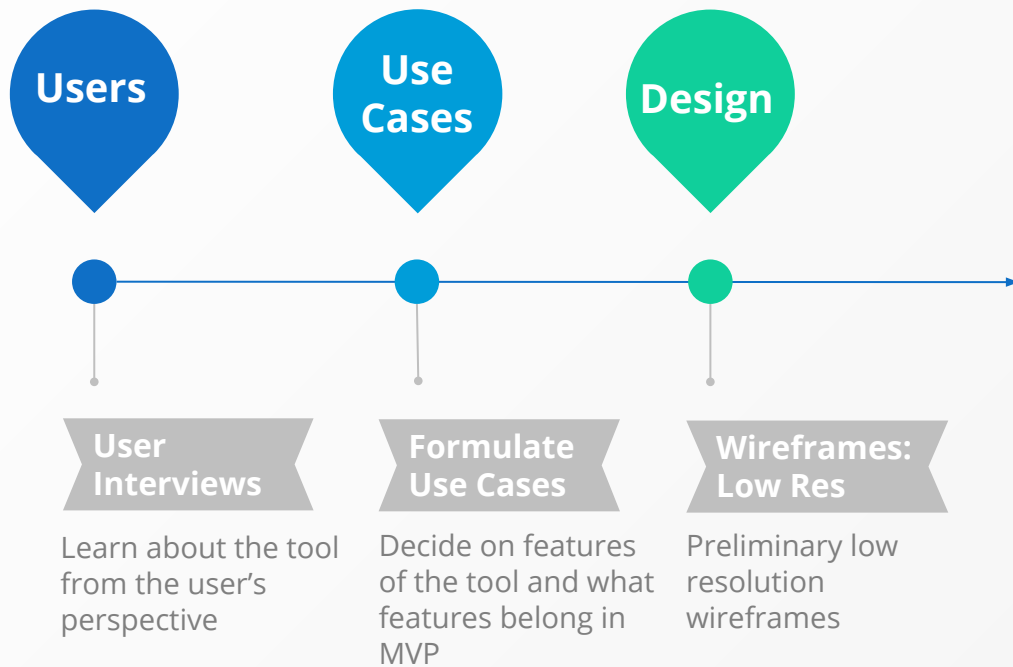 Users
Use
Cases
Design
User
Interviews
Learn about the tool
from the user’s
perspective
Formulate
Use Cases
Decide on features
of the tool and what
features belong in
MVP
Wireframes:
Low Res
Preliminary low
resolution
wireframes